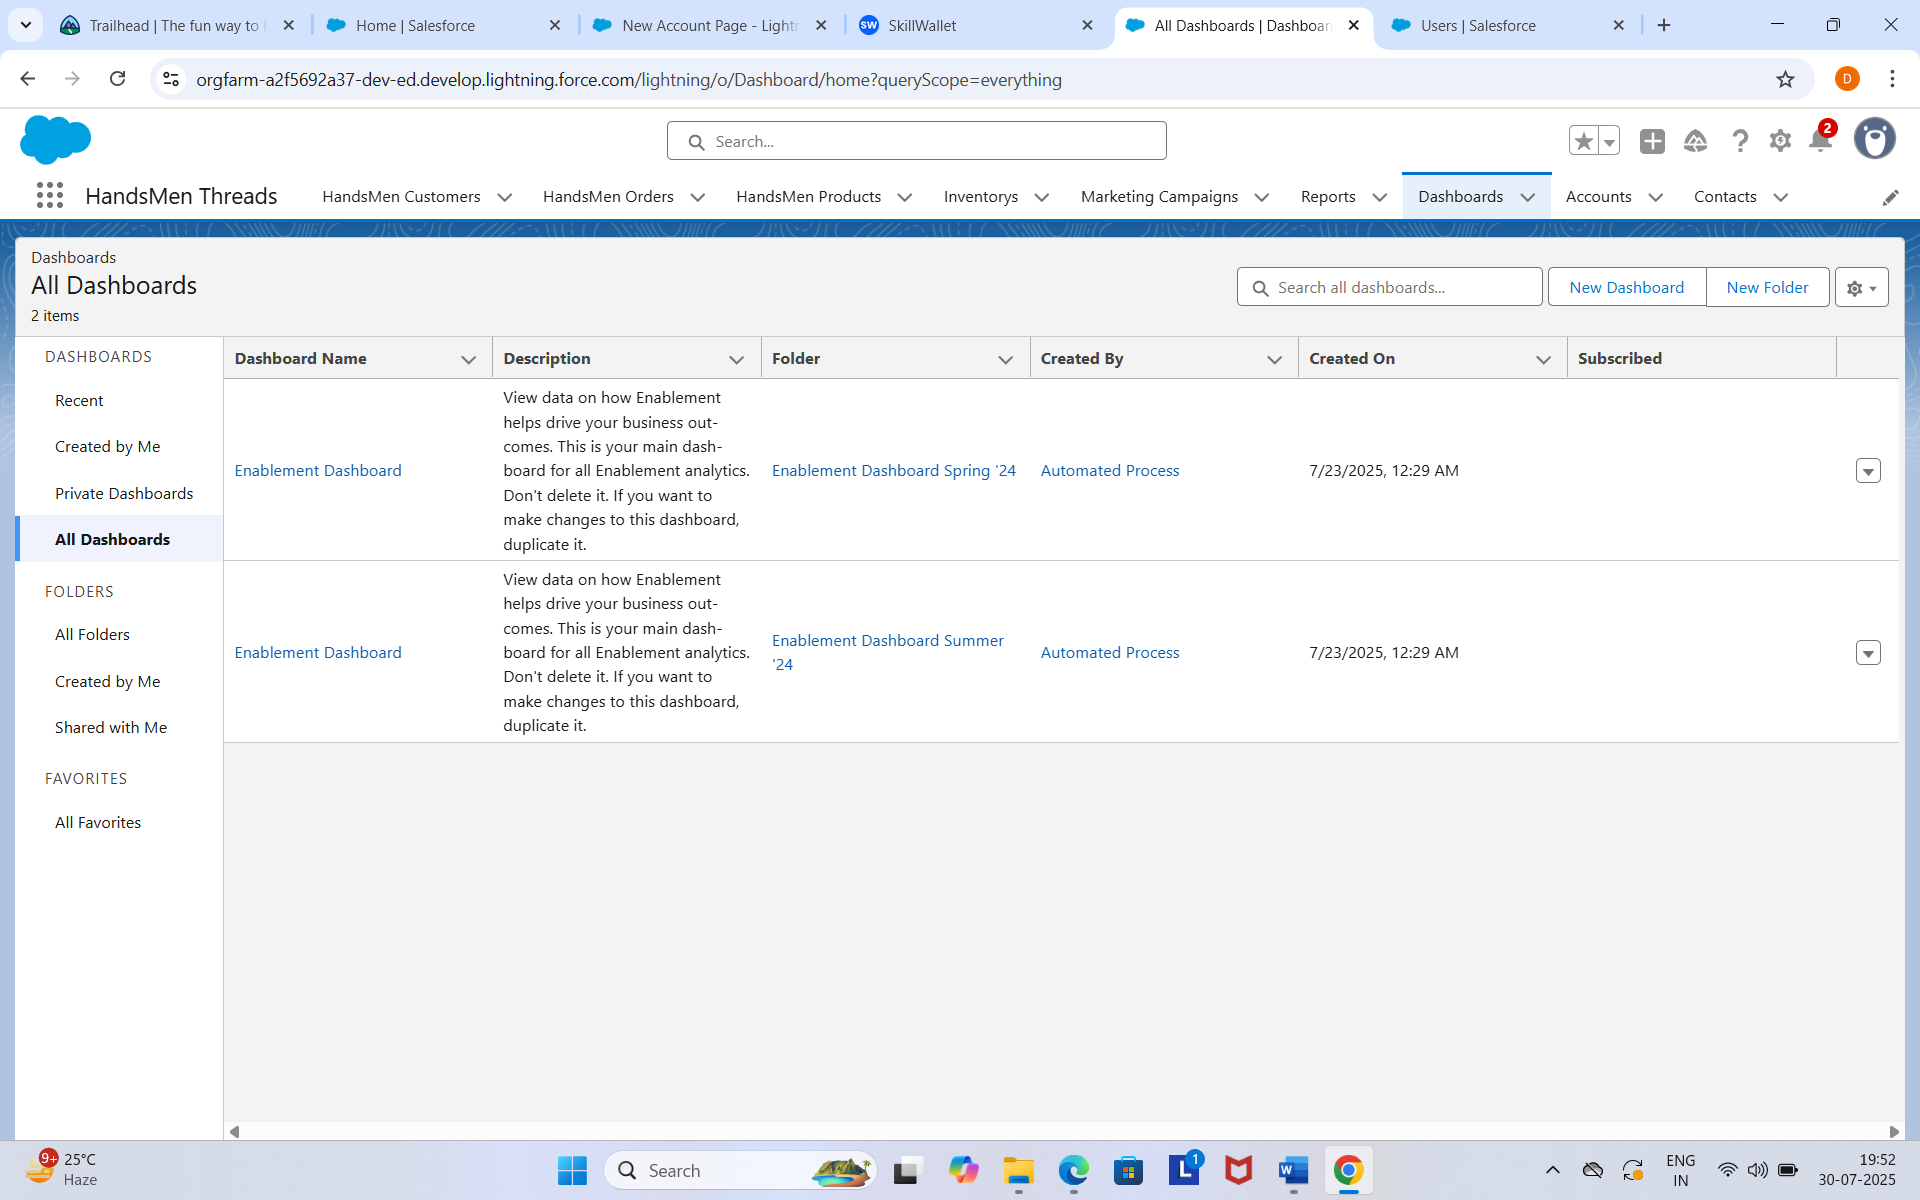 Trailhead | The fun way to
Home | Salesforce
New Account Page - Lightn
SW SkillWallet
All Dashboards | Dashboar
Users | Salesforce
orgfarm-a2f5692a37-dev-ed.develop.lightning.force.com/lightning/o/Dashboard/home?queryScope=everything
D
Search...
2
HandsMen Threads
HandsMen Customers
HandsMen Orders
HandsMen Products
Inventorys
Marketing Campaigns
Reports
Dashboards
Accounts
Contacts
Dashboards
All Dashboards
2 items
Search all dashboards...
New Dashboard
New Folder
DASHBOARDS
Recent
Created by Me
Private Dashboards
All Dashboards
FOLDERS
All Folders
Created by Me
Shared with Me
FAVORITES
All Favorites
Dashboard Name
Description
Folder
Created By
Created On
Subscribed
Enablement Dashboard
View data on how Enablement
helps drive your business out-
comes. This is your main dash-
board for all Enablement analytics.
Don't delete it. If you want to
make changes to this dashboard,
duplicate it.
Enablement Dashboard Spring '24
Automated Process
7/23/2025, 12:29 AM
Enablement Dashboard
View data on how Enablement
helps drive your business out-
comes. This is your main dash-
board for all Enablement analytics.
Don't delete it. If you want to
make changes to this dashboard,
duplicate it.
Enablement Dashboard Summer
'24
Automated Process
7/23/2025, 12:29 AM
9+
25°C
Haze
Search
L
1
W
ENG
IN
19:52
30-07-2025